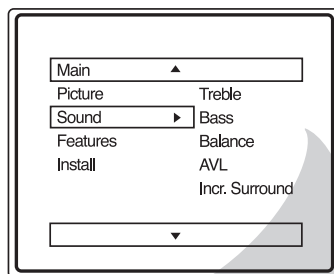 Main ▲
Picture Treble
Sound ▶ Bass
Features Balance
Install AVL
Incr. Surround
▼